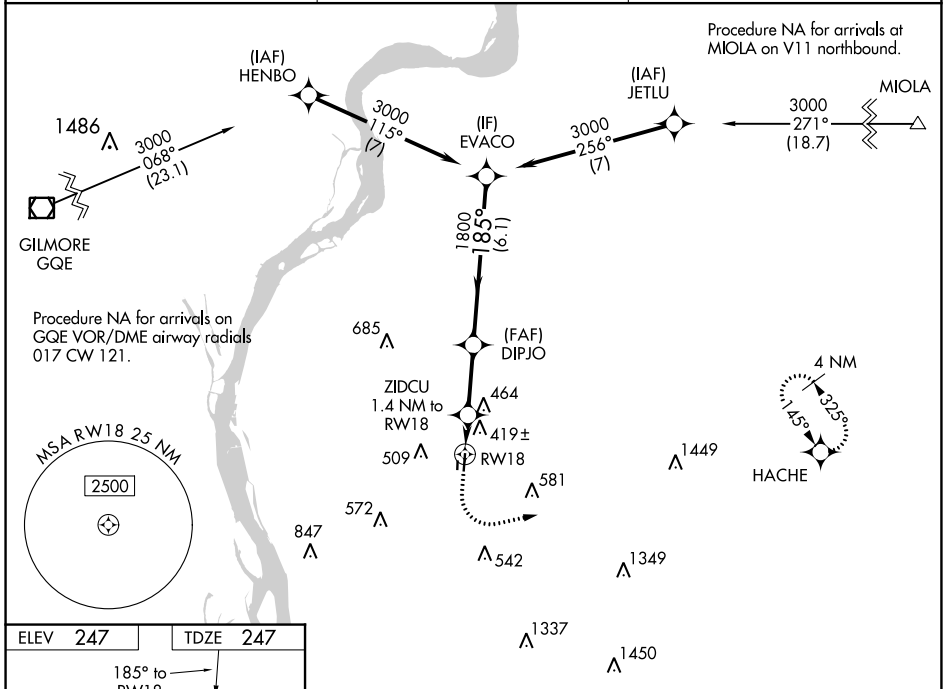 Procedure NA for arrivals at
MIOLA on V11 northbound.
(IAF)
HENBO
(IAF)
JETLU
MIOLA
3000
115°
(7)
(IF)
EVACO
3000
256°
(7)
3000
271°
(18.7)
1486
3000
068°
(23.1)
GILMORE
GQE
1800
185°
(6.1)
Procedure NA for arrivals on
GQE VOR/DME airway radials
017 CW 121.
685
(FAF)
DIPJO
4 NM
145°
325°
HACHE
ZIDCU
1.4 NM to
RW18
464
419±
RW18
509
1449
581
572
847
542
1349
1337
1450
MSA RW18 25 NM
2500
ELEV 247
TDZE 247
185° to
RW18